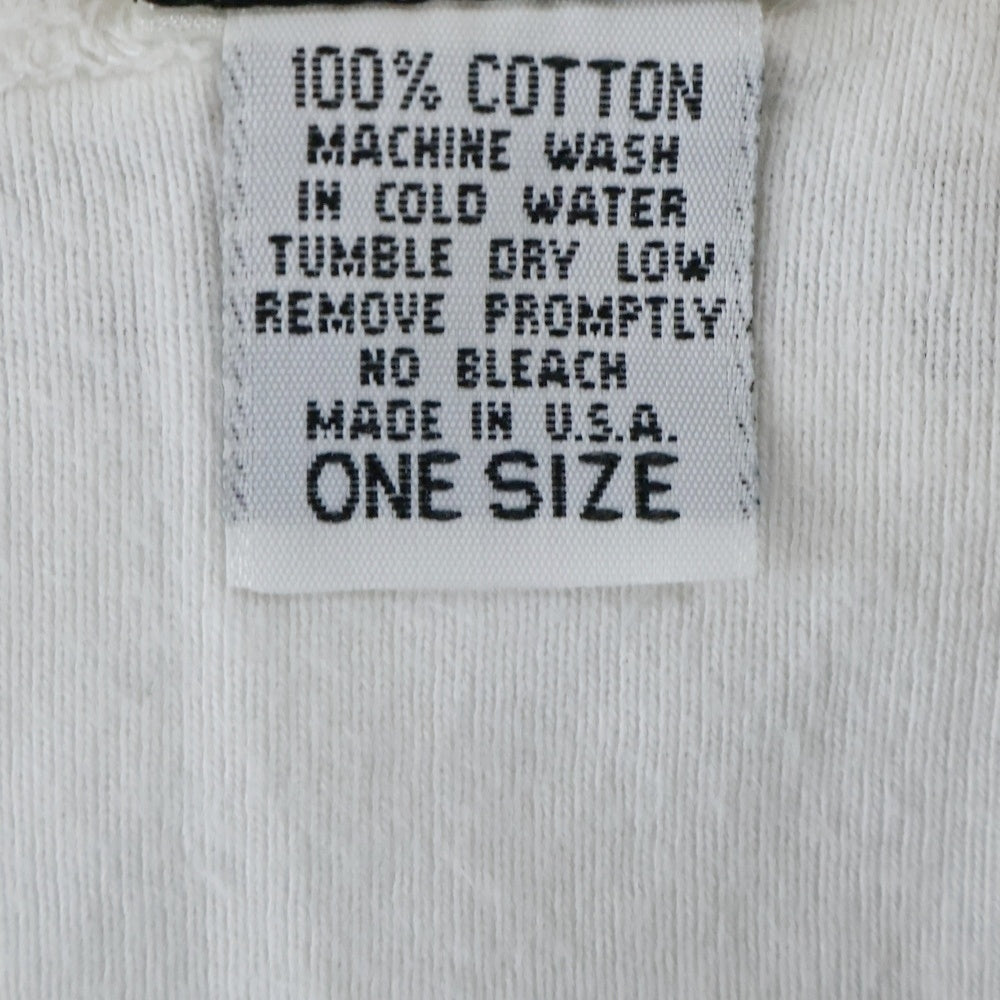 100% COTTON
MACHINE WASH
IN COLD WATER
TUMBLE DRY LOW
REMOVE PROMPTLY
NO BLEACH
MADE IN U.S.A.
ONE SIZE